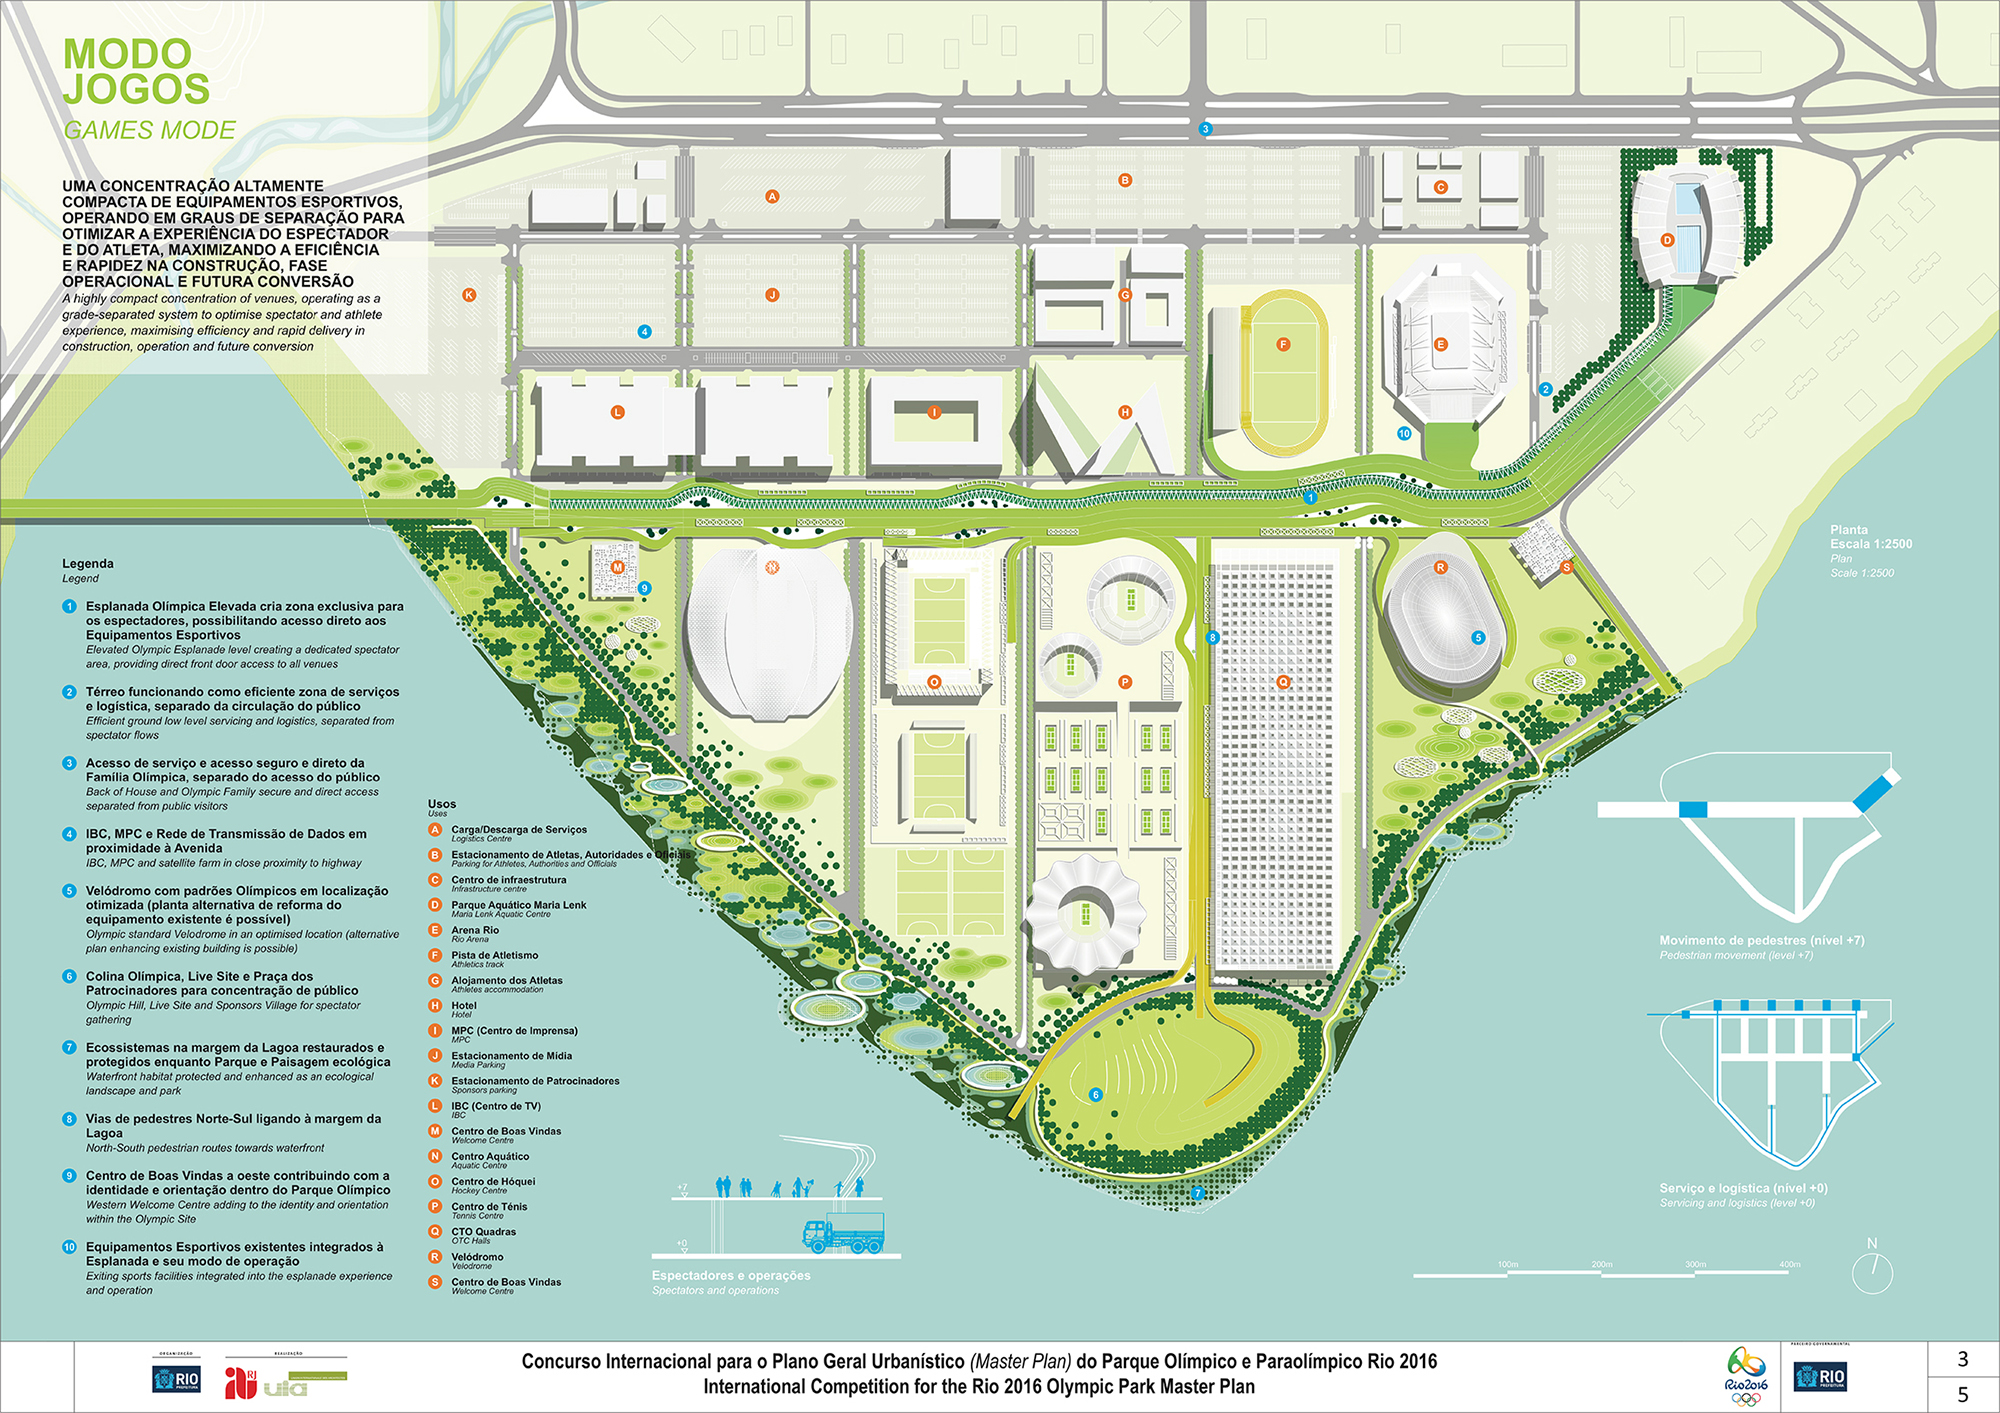 MODO
JOGOS
GAMES MODE
UMA CONCENTRAÇÃO ALTAMENTE
COMPACTA DE EQUIPAMENTOS ESPORTIVOS,
OPERANDO EM GRAUS DE SEPARAÇÃO PARA
OTIMIZAR A EXPERIÊNCIA DO ESPECTADOR
E DO ATLETA, MAXIMIZANDO A EFICIÊNCIA
E RAPIDEZ NA CONSTRUÇÃO, FASE
OPERACIONAL E FUTURA CONVERSÃO
A highly compact concentration of venues, operating as a
grade-separated system to optimise spectator and athlete
experience, maximising efficiency and rapid delivery in
construction, operation and future conversion
3
A
B
C
D
K
J
G
4
F
E
2
L
I
H
10
1
M
9
N
O
P
8
Q
R
5
S
6
7
Planta
Escala 1:2500
Plan
Scale 1:2500
Legenda
Legend
1 Esplanada Olímpica Elevada cria zona exclusiva para
os espectadores, possibilitando acesso direto aos
Equipamentos Esportivos
Elevated Olympic Esplanade level creating a dedicated spectator
area, providing direct front door access to all venues
2 Térreo funcionando como eficiente zona de serviços
e logística, separado da circulação do público
Efficient ground low level servicing and logistics, separated from
spectator flows
3 Acesso de serviço e acesso seguro e direto da
Família Olímpica, separado do acesso do público
Back of House and Olympic Family secure and direct access
separated from public visitors
4 IBC, MPC e Rede de Transmissão de Dados em
proximidade à Avenida
IBC, MPC and satellite farm in close proximity to highway
5 Velódromo com padrões Olímpicos em localização
otimizada (planta alternativa de reforma do
equipamento existente é possível)
Olympic standard Velodrome in an optimised location (alternative
plan enhancing existing building is possible)
6 Colina Olímpica, Live Site e Praça dos
Patrocinadores para concentração de público
Olympic Hill, Live Site and Sponsors Village for spectator
gathering
7 Ecossistemas na margem da Lagoa restaurados e
protegidos enquanto Parque e Paisagem ecológica
Waterfront habitat protected and enhanced as an ecological
landscape and park
8 Vias de pedestres Norte-Sul ligando à margem da
Lagoa
North-South pedestrian routes towards waterfront
9 Centro de Boas Vindas a oeste contribuindo com a
identidade e orientação dentro do Parque Olímpico
Western Welcome Centre adding to the identity and orientation
within the Olympic Site
10 Equipamentos Esportivos existentes integrados à
Esplanada e seu modo de operação
Exiting sports facilities integrated into the esplanade experience
and operation
Usos
Uses
A Carga/Descarga de Serviços
Logistics Centre
B Estacionamento de Atletas, Autoridades e Oficiais
Parking for Athletes, Authorities and Officials
C Centro de infraestrutura
Infrastructure centre
D Parque Aquático Maria Lenk
Maria Lenk Aquatic Centre
E Arena Rio
Rio Arena
F Pista de Atletismo
Athletics track
G Alojamento dos Atletas
Athletes accommodation
H Hotel
Hotel
I MPC (Centro de Imprensa)
MPC
J Estacionamento de Mídia
Media Parking
K Estacionamento de Patrocinadores
Sponsors parking
L IBC (Centro de TV)
IBC
M Centro de Boas Vindas
Welcome Centre
N Centro Aquático
Aquatic Centre
O Centro de Hóquei
Hockey Centre
P Centro de Ténis
Tennis Centre
Q CTO Quadras
OTC Halls
R Velódromo
Velodrome
S Centro de Boas Vindas
Welcome Centre
+7
+0
Espectadores e operações
Spectators and operations
Movimento de pedestres (nível +7)
Pedestrian movement (level +7)
Serviço e logística (nível +0)
Servicing and logistics (level +0)
100m 200m 300m 400m
N
ORGANIZAÇÃO
RIO
PREFEITURA
REALIZAÇÃO
RJ
uia
Concurso Internacional para o Plano Geral Urbanístico (Master Plan) do Parque Olímpico e Paraolímpico Rio 2016
International Competition for the Rio 2016 Olympic Park Master Plan
Rio2016
PARCEIRO GOVERNAMENTAL
RIO
PREFEITURA
3
5